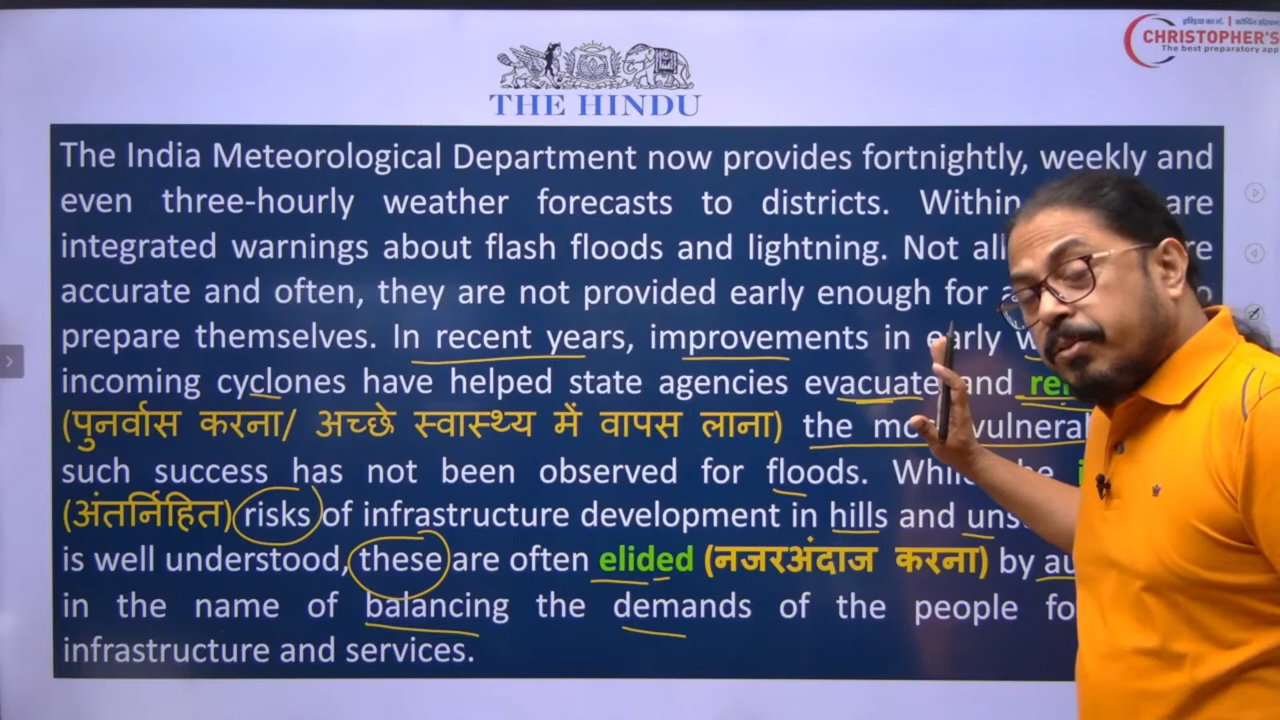 CHRISTOPHER'S
The best preparatory app
THE HINDU
The India Meteorological Department now provides fortnightly, weekly and
even three-hourly weather forecasts to districts. Within are
integrated warnings about flash floods and lightning. Not all
accurate and often, they are not provided early enough for
prepare themselves. In recent years, improvements in early
incoming cyclones have helped state agencies evacuate and
(पुनर्वास करना/ अच्छे स्वास्थ्य में वापस लाना) the
such success has not been observed for floods.
(अंतर्निहित) risks of infrastructure development in hills and
is well understood, these are often elided (नजरअंदाज करना) by
in the name of balancing the demands of the people
infrastructure and services.